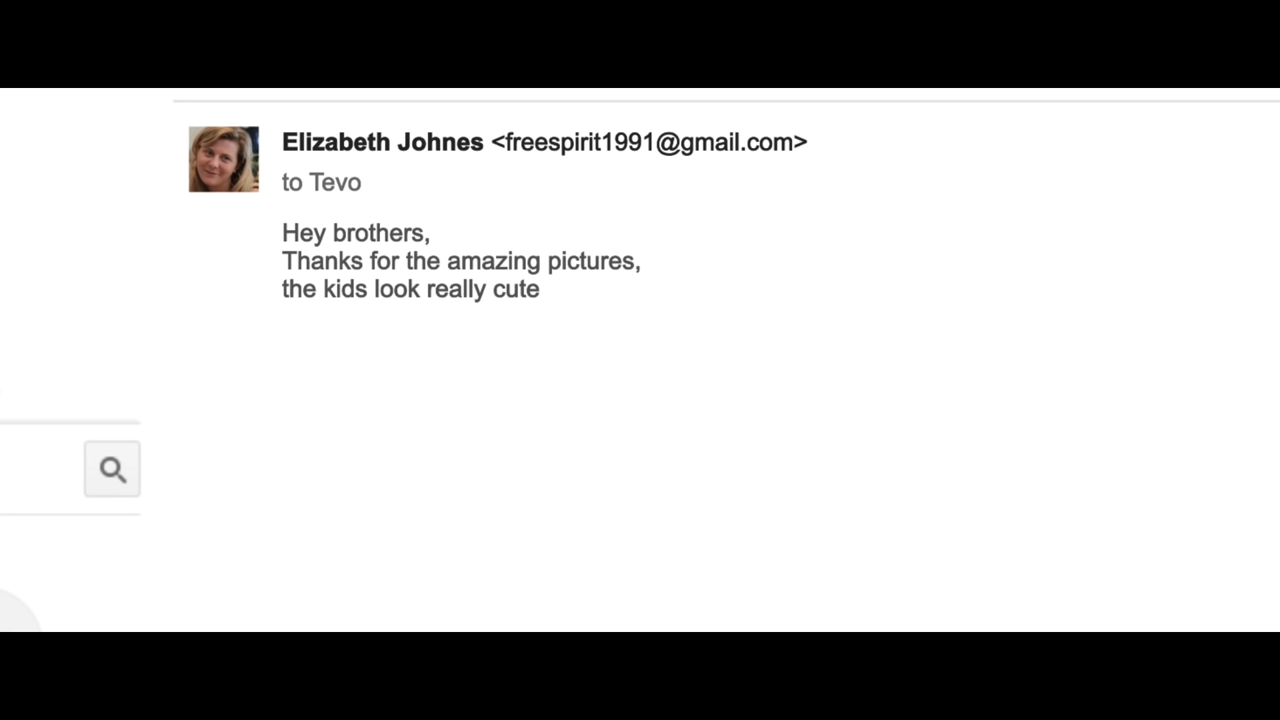 Elizabeth Johnes <freespirit1991@gmail.com>
to Tevo
Hey brothers,
Thanks for the amazing pictures,
the kids look really cute